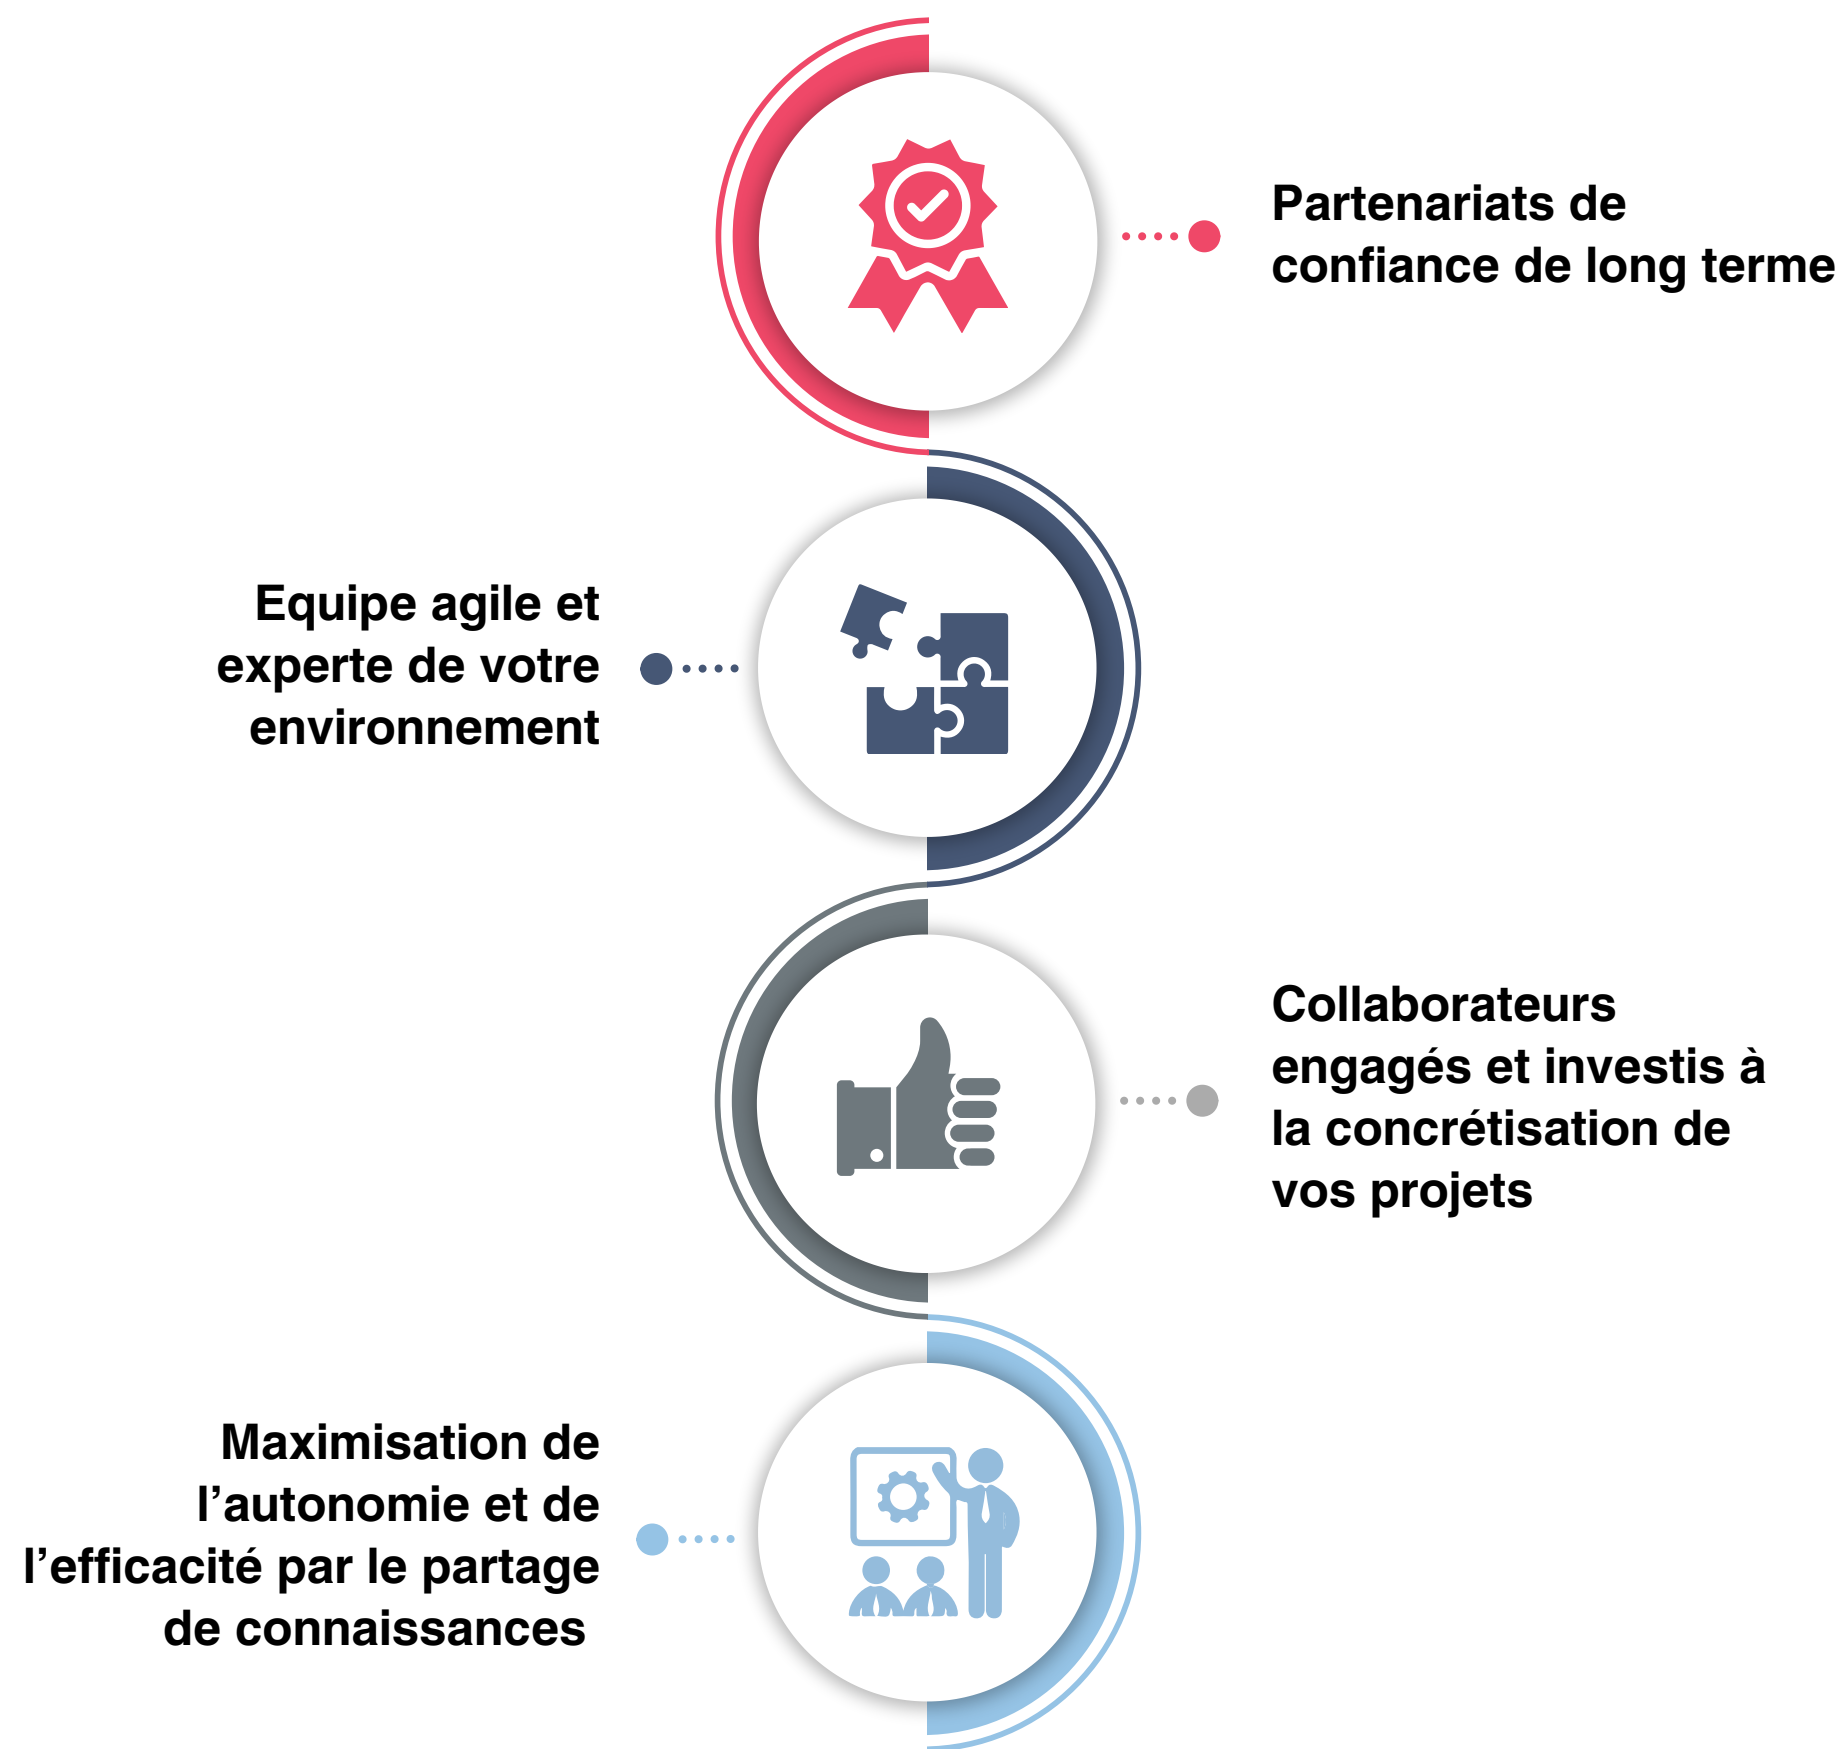 Partenariats de
confiance de long terme
Equipe agile et
experte de votre
environnement
Collaborateurs
engagés et investis à
la concrétisation de
vos projets
Maximisation de
l’autonomie et de
l’efficacité par le partage
de connaissances